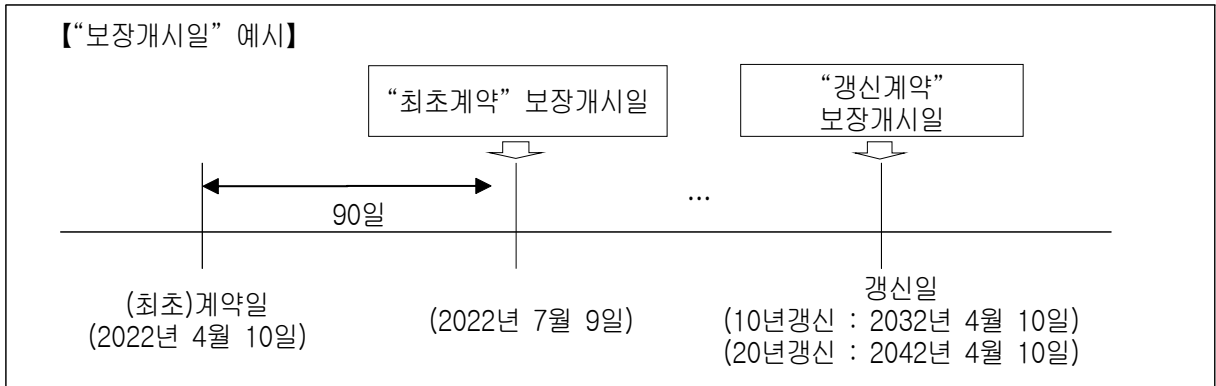 【“보장개시일” 예시】
“최초계약” 보장개시일
“갱신계약”
보장개시일
90일
...
(최초)계약일
(2022년 4월 10일)
(2022년 7월 9일)
갱신일
(10년갱신 : 2032년 4월 10일)
(20년갱신 : 2042년 4월 10일)